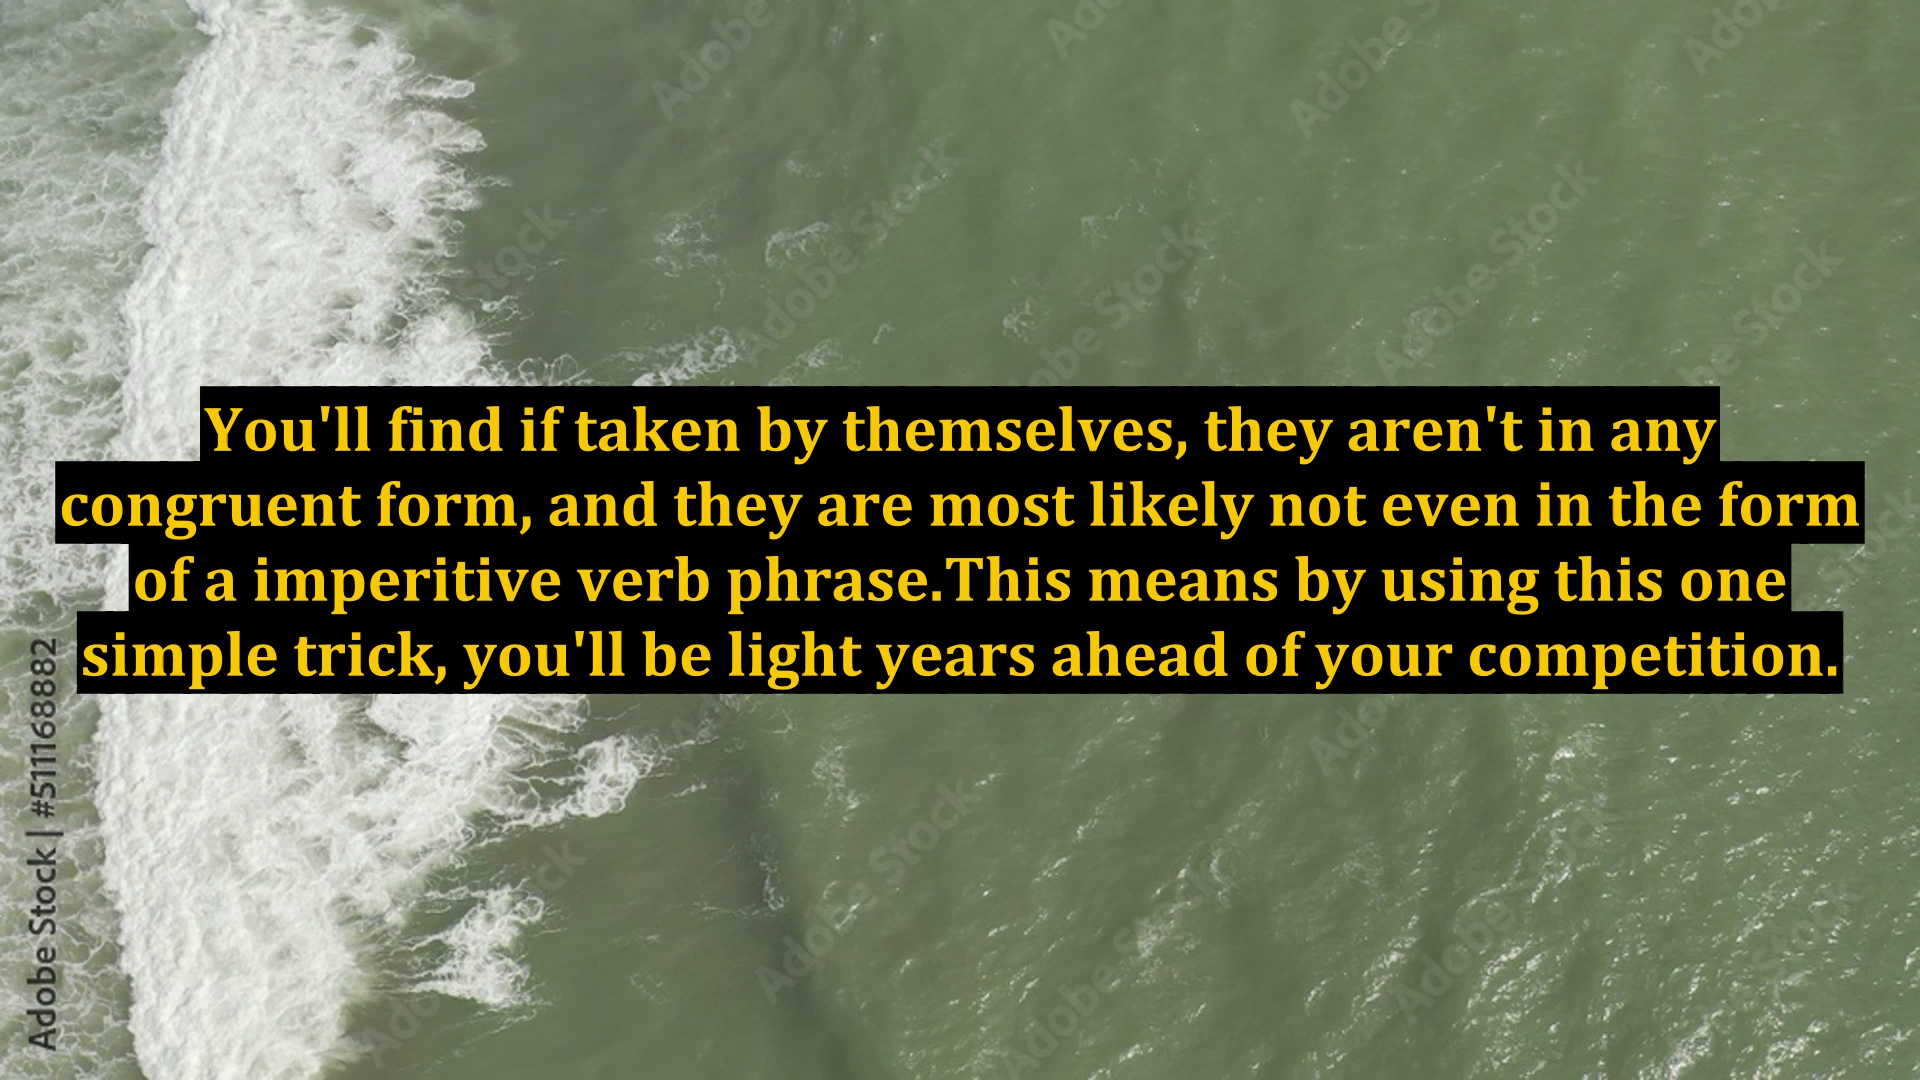 You'll find if taken by themselves, they aren't in any
congruent form, and they are most likely not even in the form
of a imperitive verb phrase.This means by using this one
simple trick, you'll be light years ahead of your competition.
Adobe Stock | #511168882
Adobe Stock